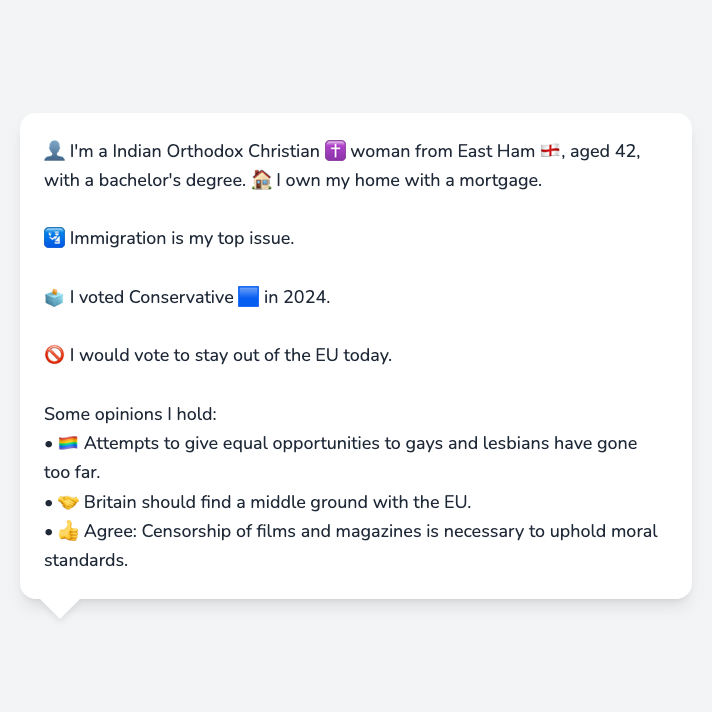 👤 I'm a Indian Orthodox Christian ✝️ woman from East Ham 🏴󠁧󠁢󠁥󠁮󠁧󠁿, aged 42,
with a bachelor's degree. 🏠 I own my home with a mortgage.
🛂 Immigration is my top issue.
🗳️ I voted Conservative 🟦 in 2024.
🚫 I would vote to stay out of the EU today.
Some opinions I hold:
• 🏳️‍🌈 Attempts to give equal opportunities to gays and lesbians have gone
too far.
• 🤝 Britain should find a middle ground with the EU.
• 👍 Agree: Censorship of films and magazines is necessary to uphold moral
standards.